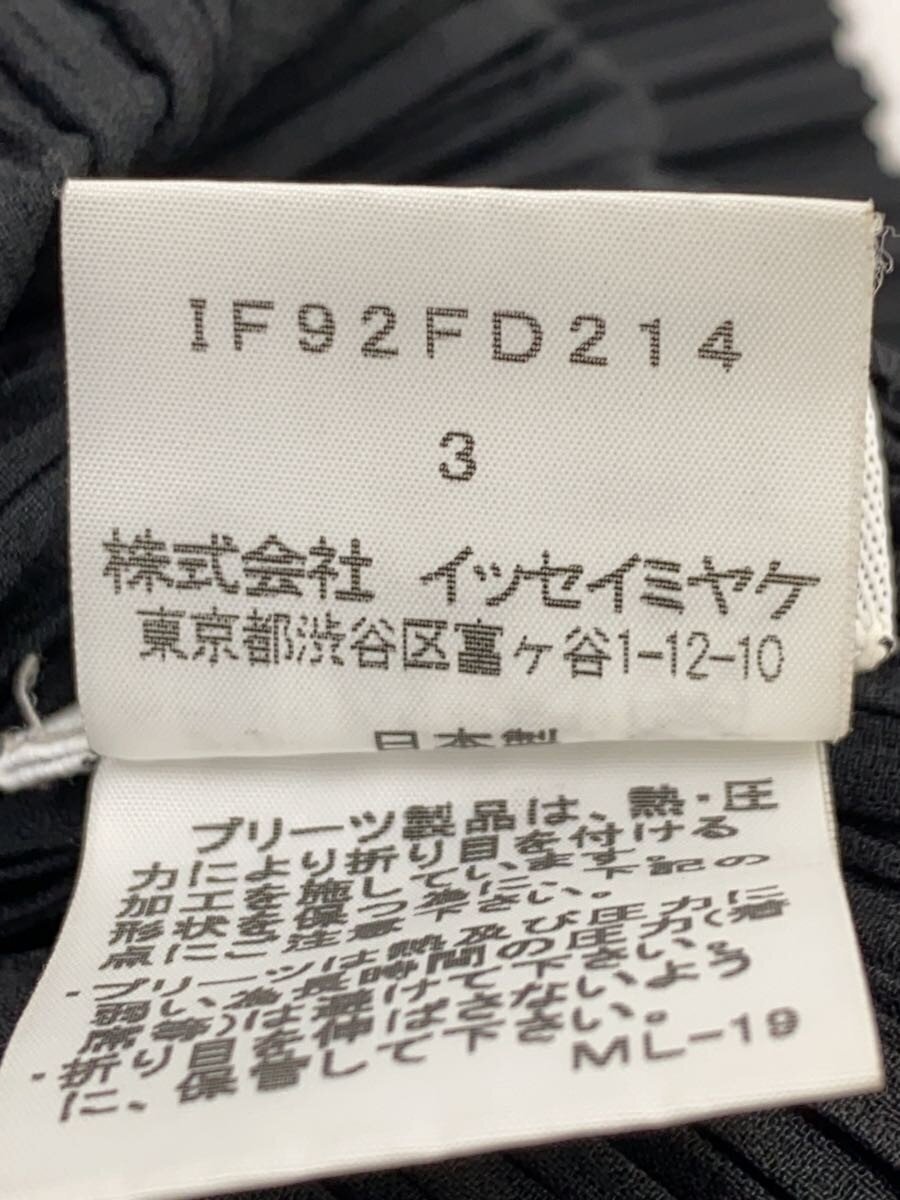 IF92FD214
3
株式会社 イッセイミヤケ
東京都渋谷区富ヶ谷1-12-10
日本製
プリーツ製品は、熱・圧
力により折り目を付ける
加工を施しています。
形状を保つ為に、下記の
点にご注意下さい。
・プリーツは熱及び圧力に
弱い為、長時間の圧力(着
席等)は避けて下さい。
・折り目を伸ばさないよう
に、保管して下さい。
ML-19